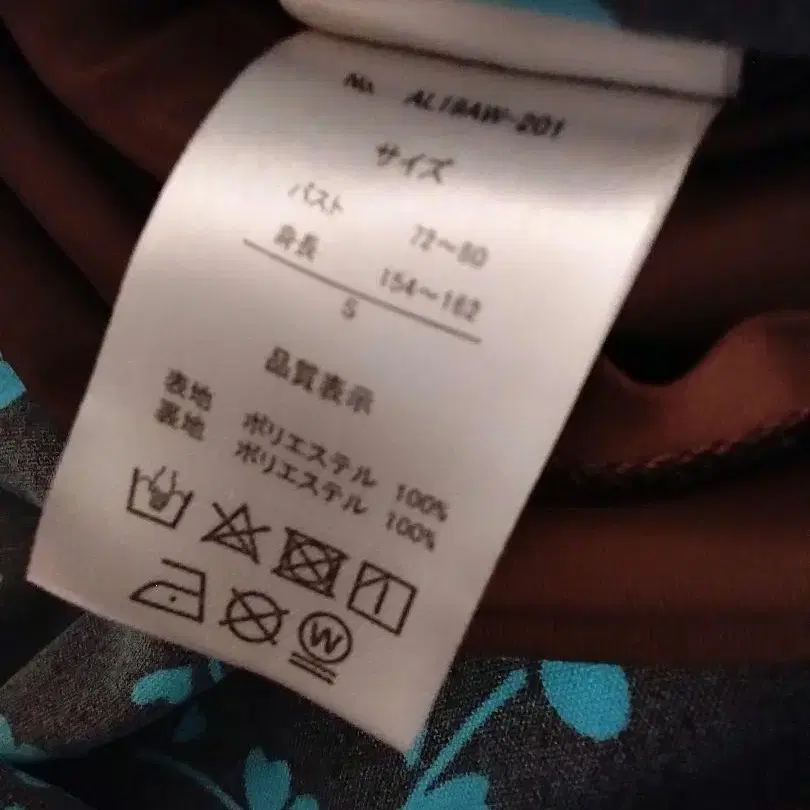 No. AL18AW-201
サイズ
バスト 72～80
身長 154～162
S
品質表示
表地 ポリエステル 100%
裏地 ポリエステル 100%
W